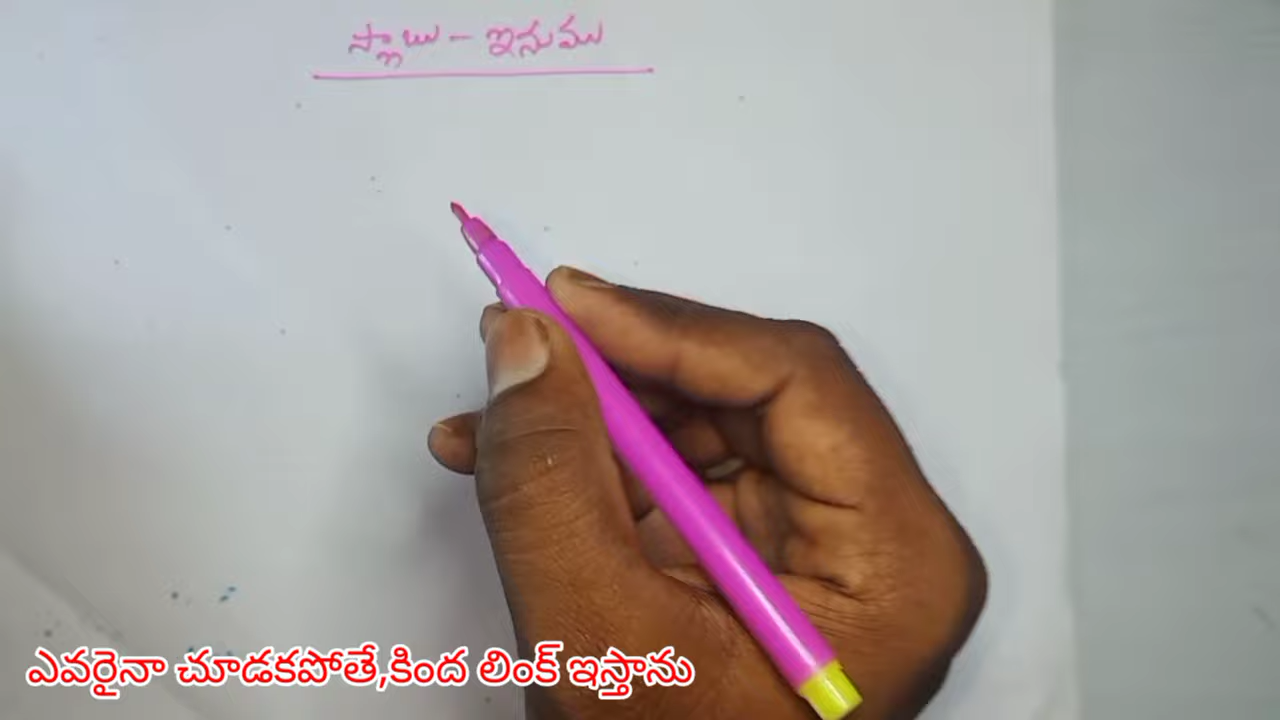 స్లాబు - ఇనుము
ఎవరైనా చూడకపోతే,కింద లింక్ ఇస్తాను